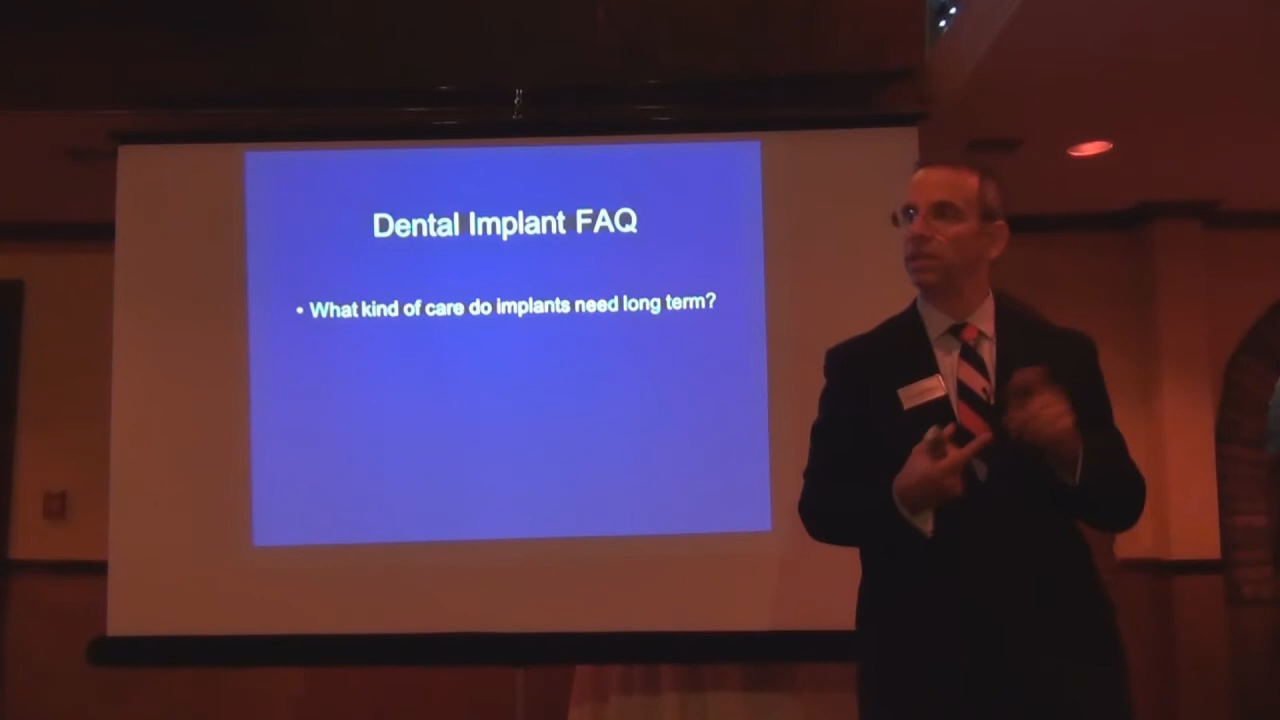 Dental Implant FAQ
• What kind of care do implants need long term?